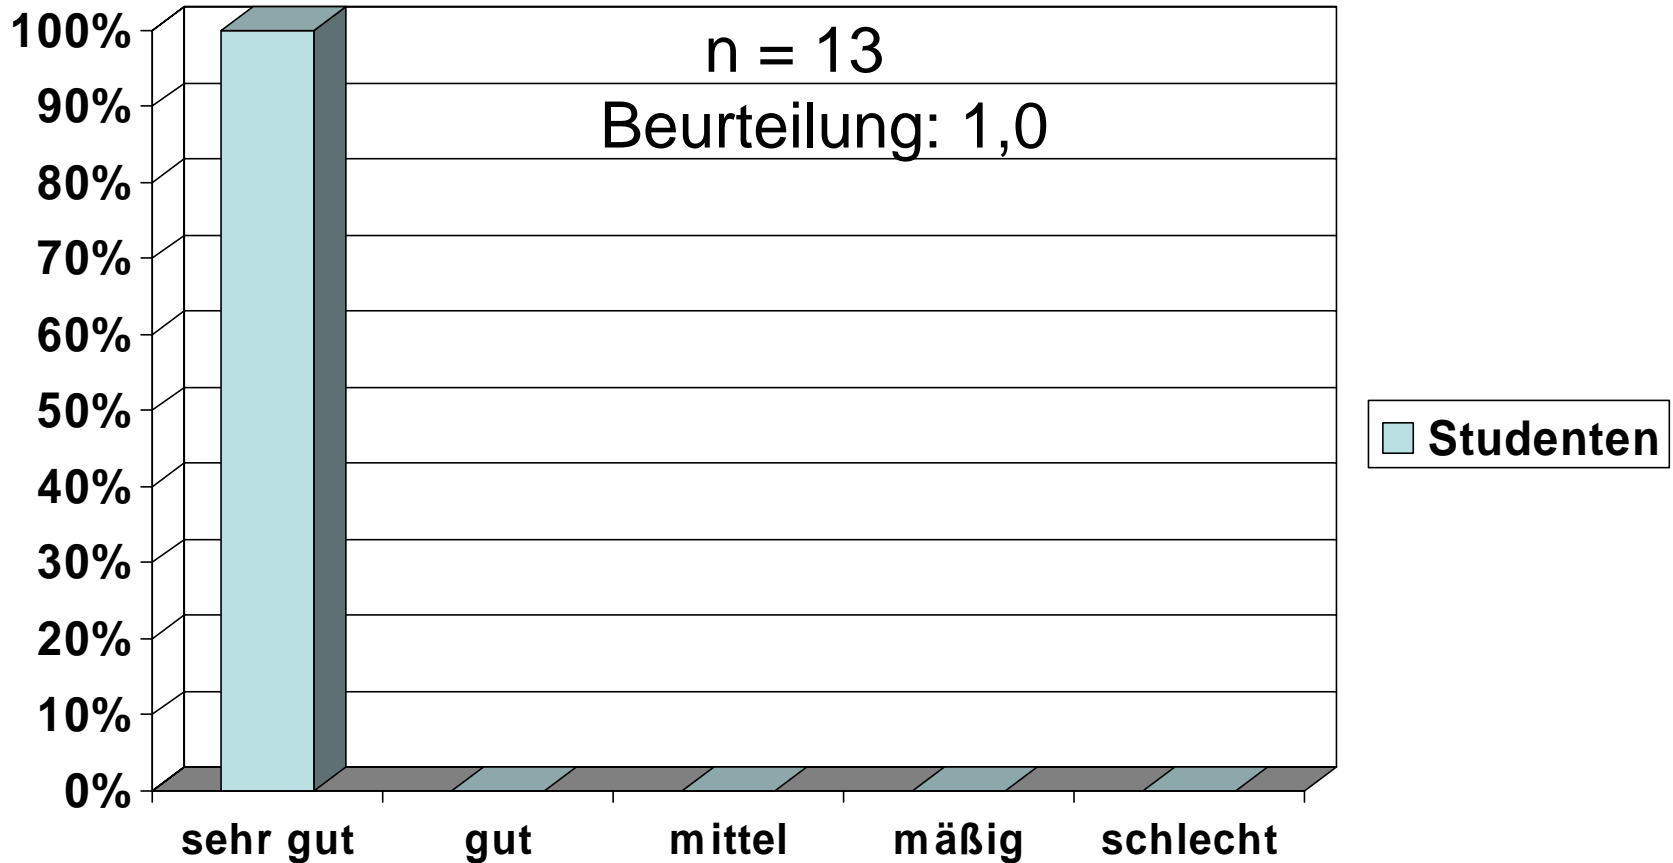 n = 13
Beurteilung: 1,0
100%
90%
80%
70%
60%
50%
40%
30%
20%
10%
0%
sehr gut gut mittel mäßig schlecht
Studenten